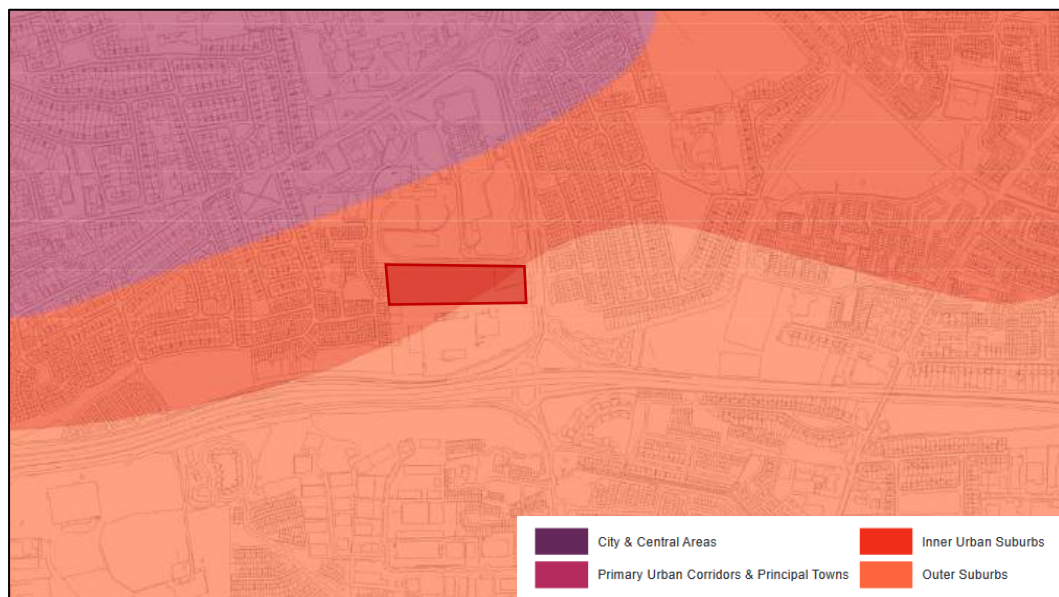 City & Central Areas
Inner Urban Suburbs
Primary Urban Corridors & Principal Towns
Outer Suburbs